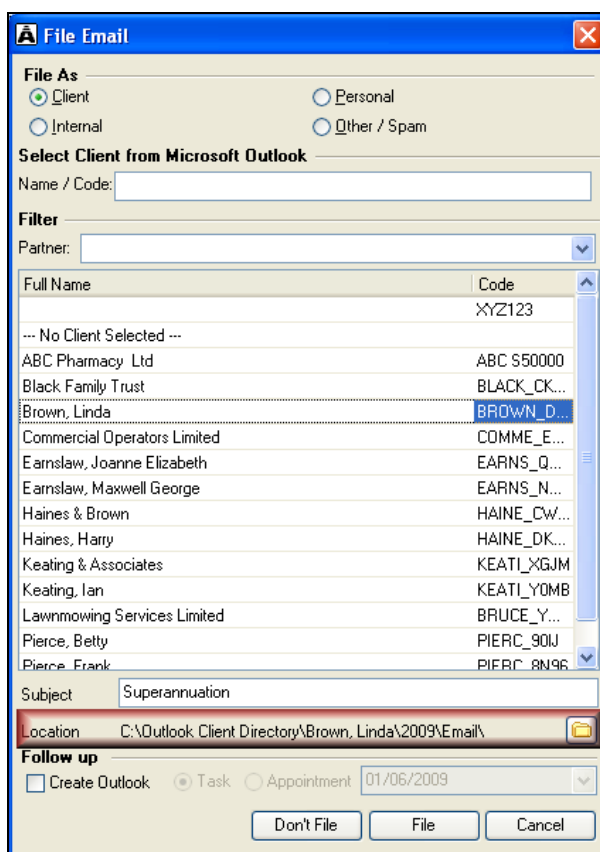 File Email
File As
Client Personal
Internal Other / Spam
Select Client from Microsoft Outlook
Name / Code:
Filter
Partner:
Full Name Code
XYZ123
--- No Client Selected ---
ABC Pharmacy Ltd ABC S50000
Black Family Trust BLACK_CK...
Brown, Linda BROWN_D...
Commercial Operators Limited COMME_E...
Earnslaw, Joanne Elizabeth EARNS_Q...
Earnslaw, Maxwell George EARNS_N...
Haines & Brown HAINE_CW...
Haines, Harry HAINE_DK...
Keating & Associates KEATI_XGJM
Keating, Ian KEATI_Y0MB
Lawnmowing Services Limited BRUCE_Y...
Pierce, Betty PIERC_90IJ
Pierce, Frank PIERC_8N96
Subject Superannuation
Location C:\Outlook Client Directory\Brown, Linda\2009\Email\
Follow up
Create Outlook Task Appointment 01/06/2009
Don't File File Cancel